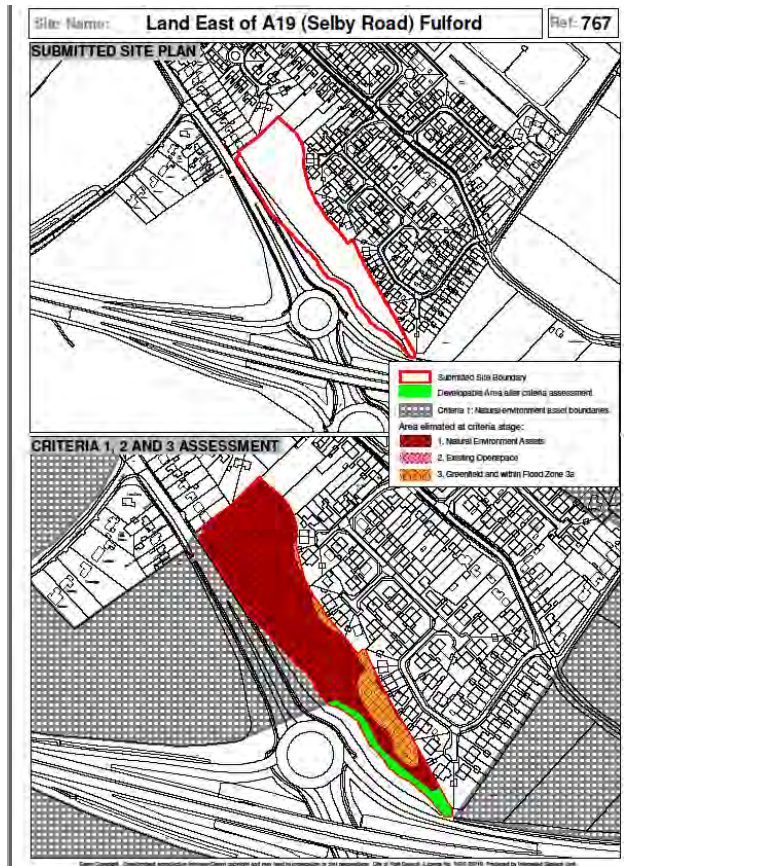 Site Name: Land East of A19 (Selby Road) Fulford Ref: 767
SUBMITTED SITE PLAN
Submitted Site Boundary
Developable Area after criteria assessment
Criteria 1: Natural environment asset boundaries
Area elimated at criteria stage:
1. Natural Environment Assets
2. Existing Openspace
3. Greenfield and within Flood Zone 3a
CRITERIA 1, 2 AND 3 ASSESSMENT